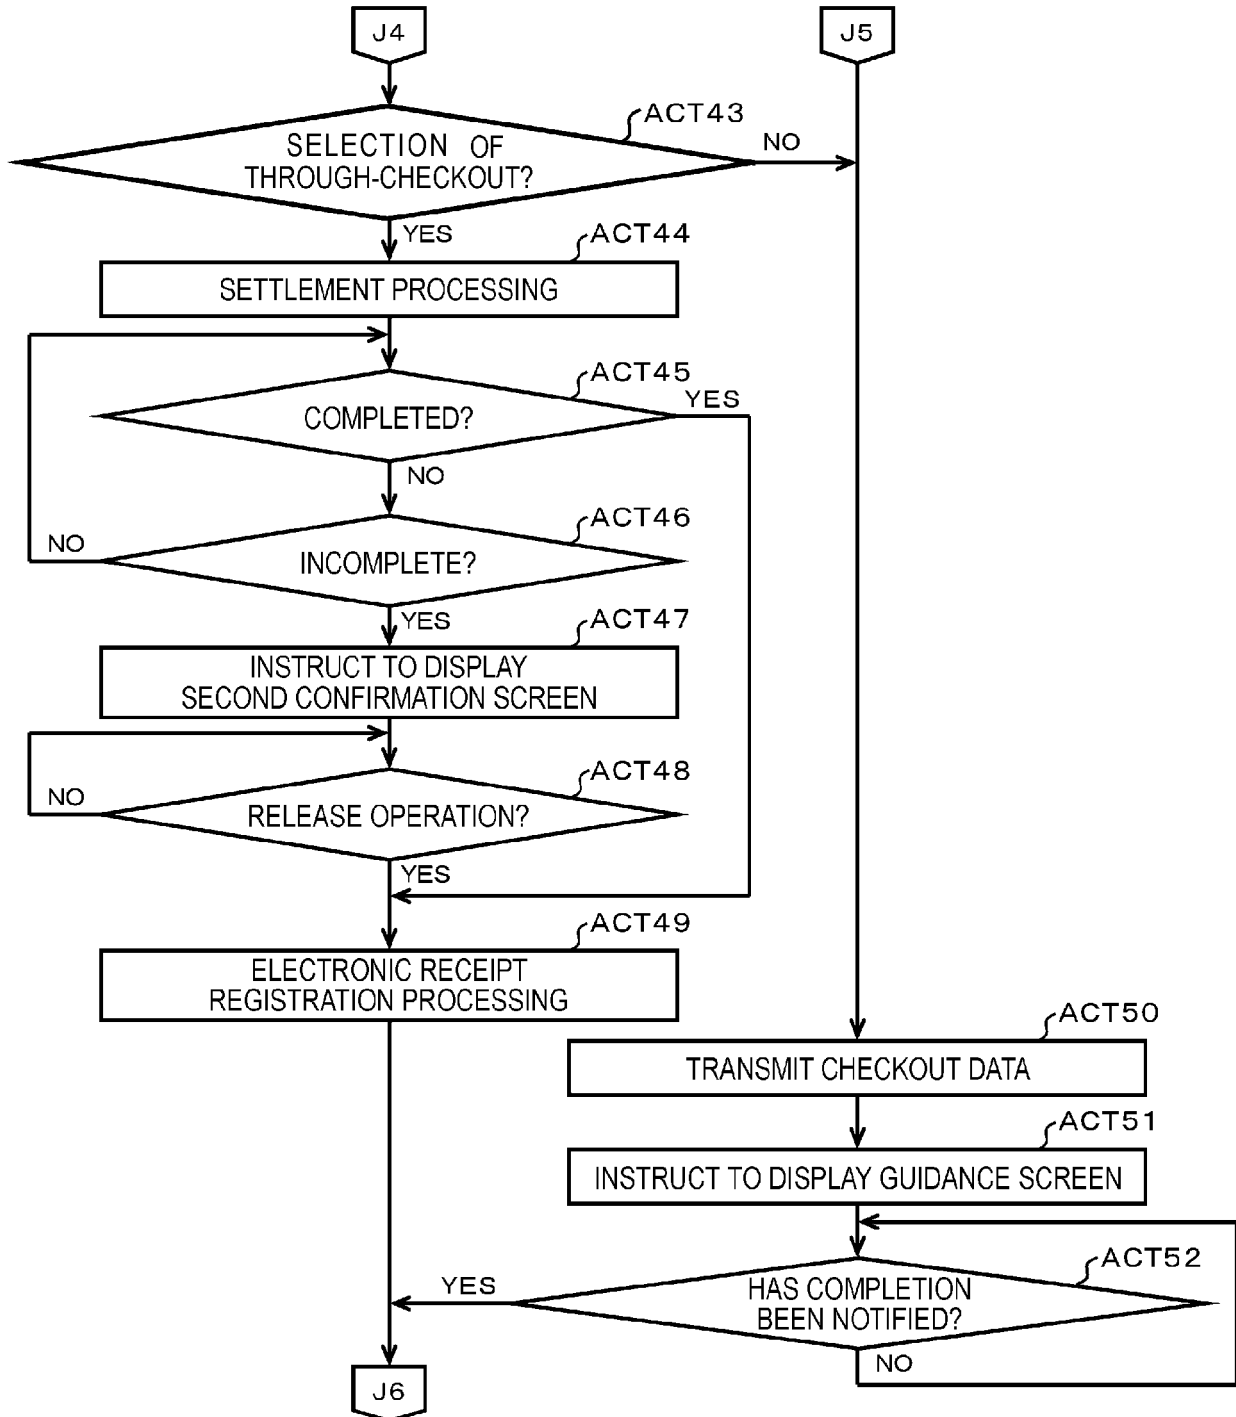 J4
J5
ACT43
SELECTION OF
THROUGH-CHECKOUT?
NO
YES
ACT44
SETTLEMENT PROCESSING
ACT45
COMPLETED?
YES
NO
ACT46
INCOMPLETE?
NO
YES
ACT47
INSTRUCT TO DISPLAY
SECOND CONFIRMATION SCREEN
ACT48
RELEASE OPERATION?
NO
YES
ACT49
ELECTRONIC RECEIPT
REGISTRATION PROCESSING
ACT50
TRANSMIT CHECKOUT DATA
ACT51
INSTRUCT TO DISPLAY GUIDANCE SCREEN
ACT52
HAS COMPLETION
BEEN NOTIFIED?
YES
NO
J6